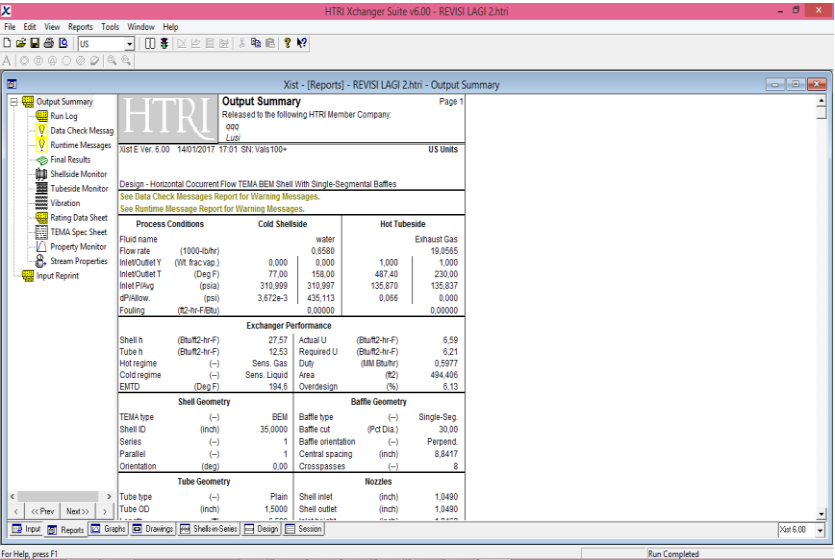 HTRI Xchanger Suite v6.00 - REVISI LAGI 2.htri
File Edit View Reports Tools Window Help
US
Xist - [Reports] - REVISI LAGI 2.htri - Output Summary
Output Summary
Run Log
Data Check Messag
Runtime Messages
Final Results
Shellside Monitor
Tubeside Monitor
Vibration
Rating Data Sheet
TEMA Spec Sheet
Property Monitor
Stream Properties
Input Reprint
HTRI
Output Summary Page 1
Released to the following HTRI Member Company:
qqq
Lusi
Xist E Ver. 6.00 14/01/2017 17:01 SN: Vals100+ US Units
Design - Horizontal Cocurrent Flow TEMA BEM Shell With Single-Segmental Baffles
See Data Check Messages Report for Warning Messages.
See Runtime Message Report for Warning Messages.
Process Conditions Cold Shellside Hot Tubeside
Fluid name water Exhaust Gas
Flow rate (1000-lb/hr) 0,6580 19,0565
Inlet/Outlet Y (Wt. frac vap.) 0,000 0,000 1,000 1,000
Inlet/Outlet T (Deg F) 77,00 158,00 487,40 230,00
Inlet P/Avg (psia) 310,999 310,997 135,870 135,837
dP/Allow. (psi) 3,672e-3 435,113 0,066 0,000
Fouling (ft2-hr-F/Btu) 0,00000 0,00000
Exchanger Performance
Shell h (Btu/ft2-hr-F) 27,57 Actual U (Btu/ft2-hr-F) 6,59
Tube h (Btu/ft2-hr-F) 12,53 Required U (Btu/ft2-hr-F) 6,21
Hot regime (--) Sens. Gas Duty (MM Btu/hr) 0,5977
Cold regime (--) Sens. Liquid Area (ft2) 494,406
EMTD (Deg F) 194,6 Overdesign (%) 6,13
Shell Geometry Baffle Geometry
TEMA type (--) BEM Baffle type (--) Single-Seg.
Shell ID (inch) 35,0000 Baffle cut (Pct Dia.) 30,00
Series (--) 1 Baffle orientation (--) Perpend.
Parallel (--) 1 Central spacing (inch) 8,8417
Orientation (deg) 0,00 Crosspasses (--) 8
Tube Geometry Nozzles
Tube type (--) Plain Shell inlet (inch) 1,0490
Tube OD (inch) 1,5000 Shell outlet (inch) 1,0490
<< Prev Next >>
Input Reports Graphs Drawings Shells-in-Series Design Session
Xist 6.00
For Help, press F1 Run Completed